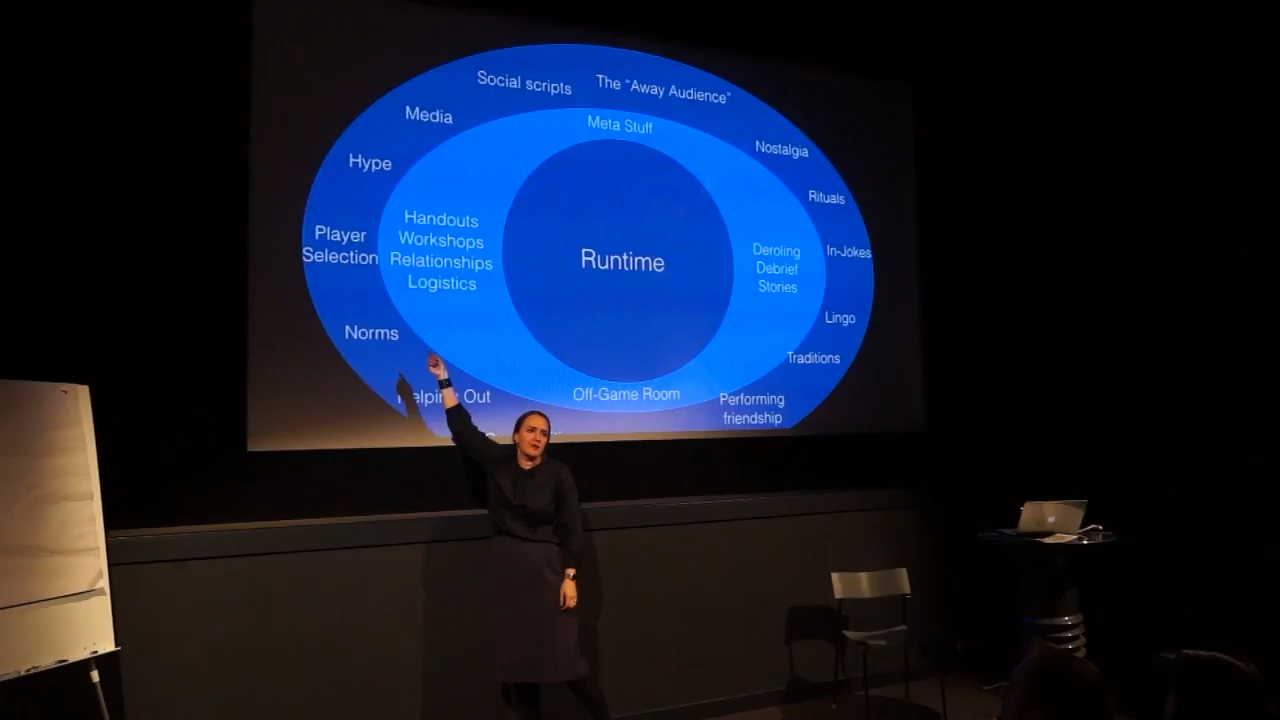 Social scripts
The "Away Audience"
Media
Meta Stuff
Nostalgia
Hype
Rituals
Player
Selection
Handouts
Workshops
Relationships
Logistics
Runtime
Deroling
Debrief
Stories
In-Jokes
Lingo
Norms
Traditions
Helping Out
Off-Game Room
Performing
friendship